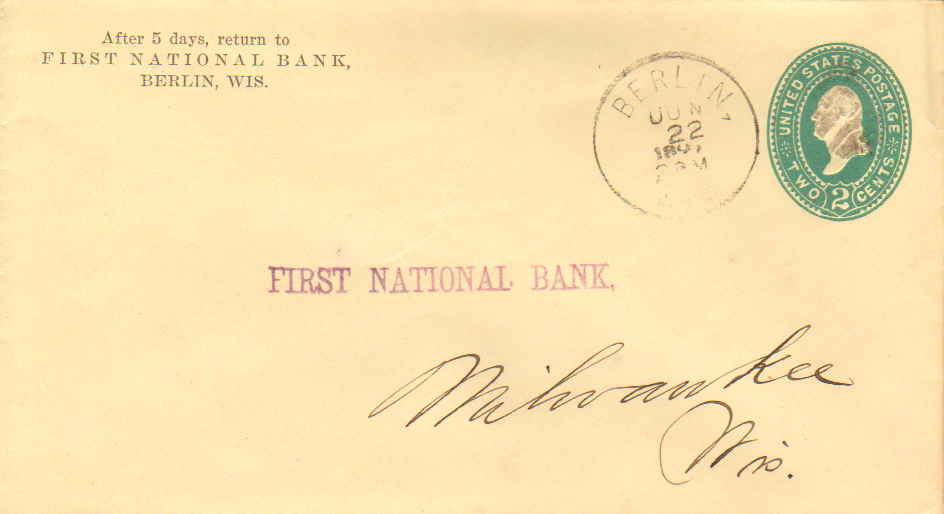 After 5 days, return to
FIRST NATIONAL BANK,
BERLIN, WIS.
BERLIN,
JUN
22
UNITED STATES POSTAGE
TWO 2 CENTS
FIRST NATIONAL BANK,
Milwaukee
Wis.